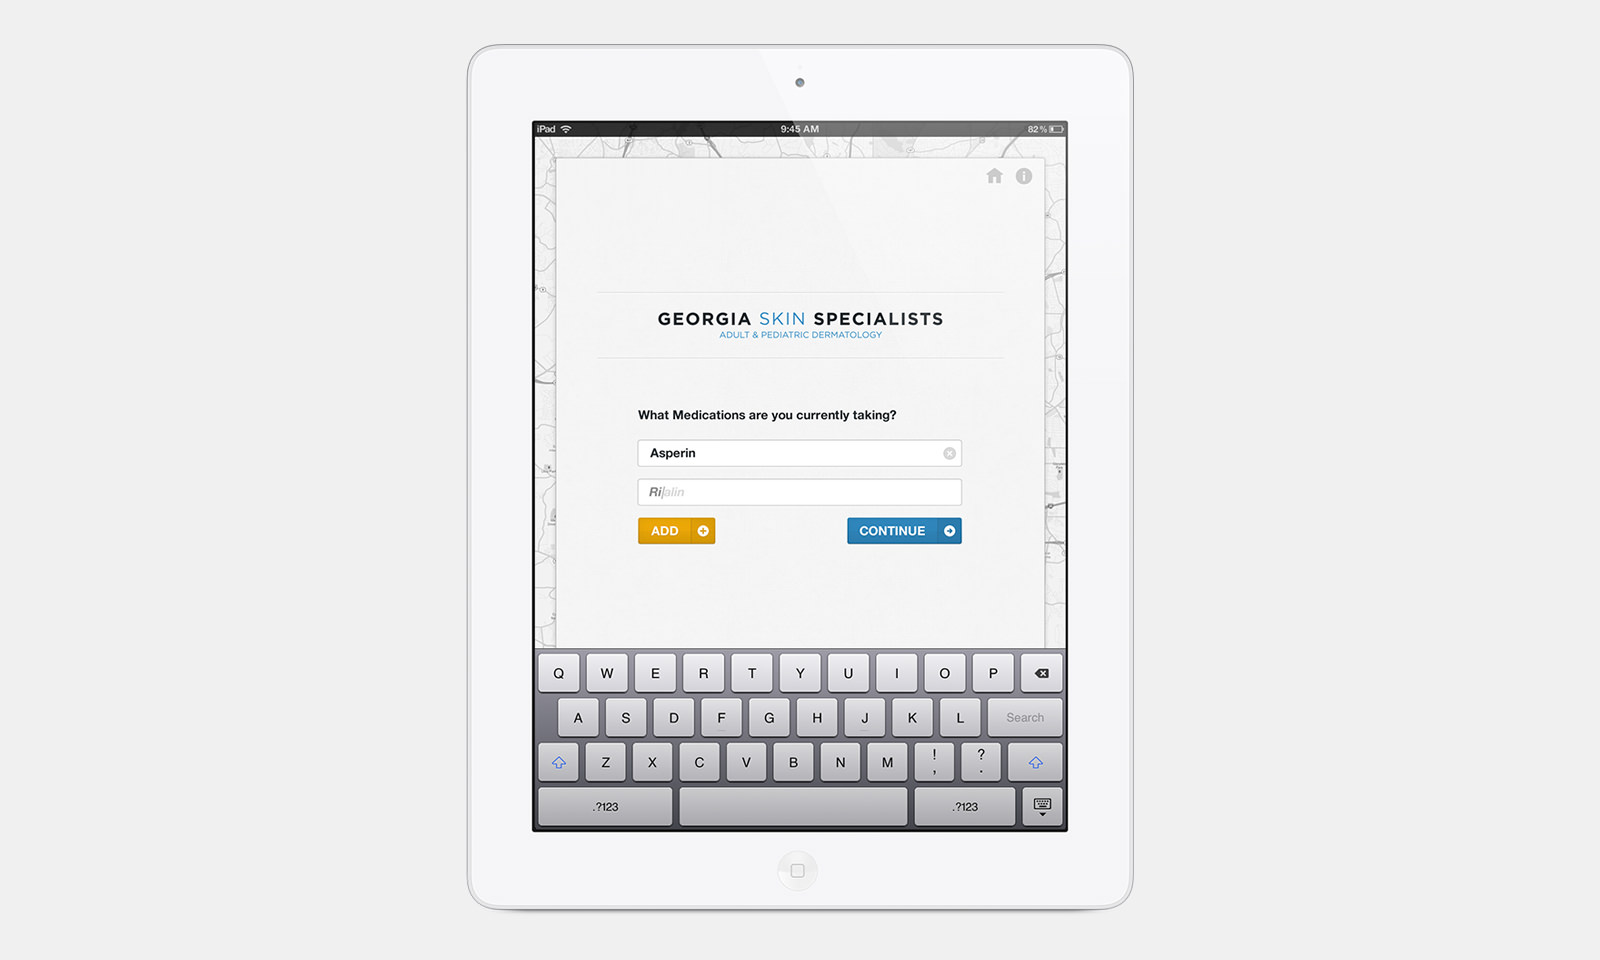 iPad 9:45 AM 82%
GEORGIA SKIN SPECIALISTS
ADULT & PEDIATRIC DERMATOLOGY
What Medications are you currently taking?
Asperin
Ritalin
ADD CONTINUE
Q W E R T Y U I O P
A S D F G H J K L Search
Z X C V B N M ! , ? .
.?123 .?123